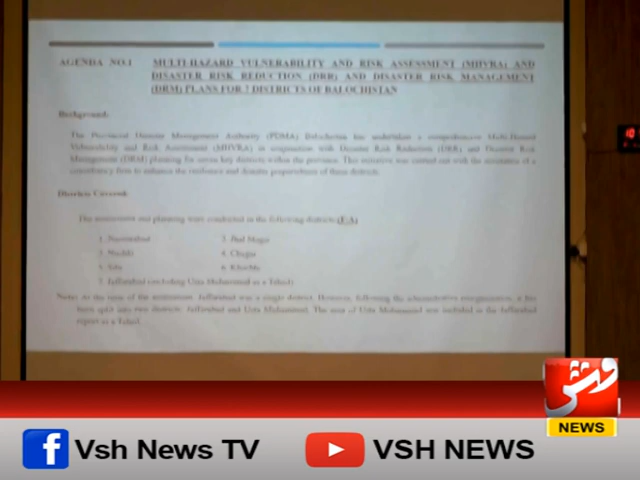 AGENDA NO.1 MULTI-HAZARD VULNERABILITY AND RISK ASSESSMENT (MHVRA) AND
DISASTER RISK REDUCTION (DRR) AND DISASTER RISK MANAGEMENT
(DRM) PLANS FOR 7 DISTRICTS OF BALOCHISTAN
Background:
The Provincial Disaster Management Authority (PDMA) Balochistan has undertaken a comprehensive Multi-Hazard
Vulnerability and Risk Assessment (MHVRA) in conjunction with Disaster Risk Reduction (DRR) and Disaster Risk
Management (DRM) planning for seven key districts within the province. This initiative was carried out with the assistance of a
consultancy firm to enhance the resilience and disaster preparedness of these districts.
Districts Covered:
The assessment and planning were conducted in the following districts (F/A)
1. Naseerabad 2. Jhal Magsi
3. Noshki 4. Chagai
5. Sibi 6.
7. Jaffarabad (including Usta Muhammad as a Tehsil)
Note: At the time of the assessment, Jaffarabad was a single district. However, following the administrative reorganization, it has
been split into two districts: Jaffarabad and Usta Muhammad. The area of Usta Muhammad was included in the Jaffarabad
report as a Tehsil.
وش
NEWS
f Vsh News TV VSH NEWS